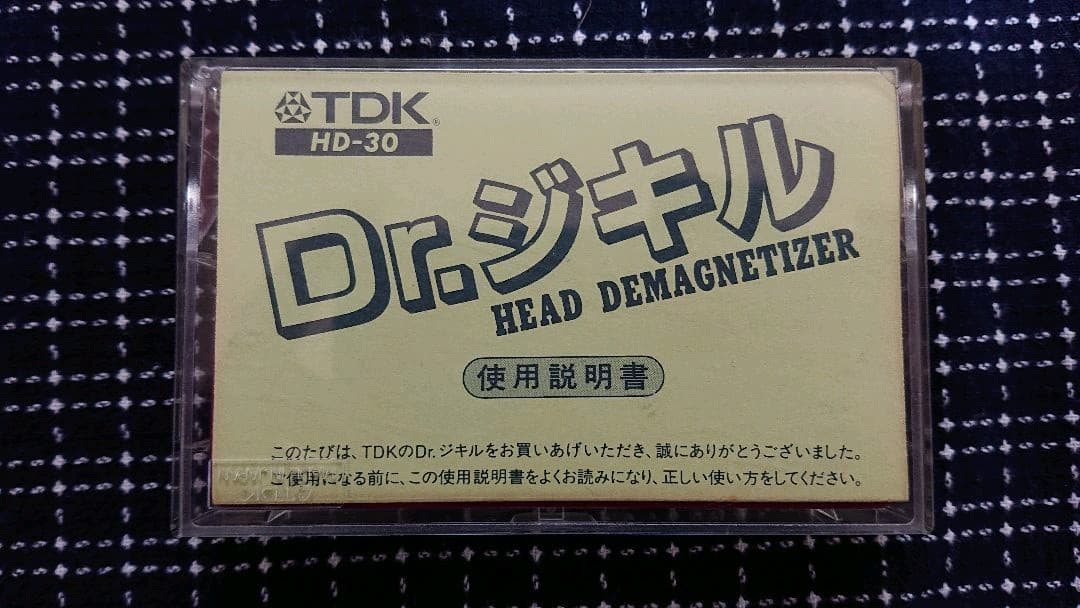 TDK®
HD-30
Dr.ジキル
HEAD DEMAGNETIZER
使用説明書
このたびは、TDKのDr.ジキルをお買いあげいただき、誠にありがとうございました。
ご使用になる前に、この使用説明書をよくお読みになり、正しい使い方をしてください。